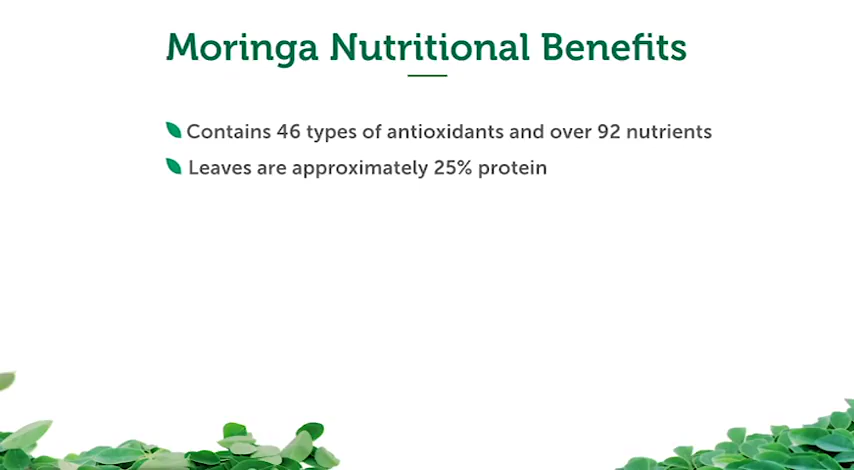 Moringa Nutritional Benefits
Contains 46 types of antioxidants and over 92 nutrients
Leaves are approximately 25% protein